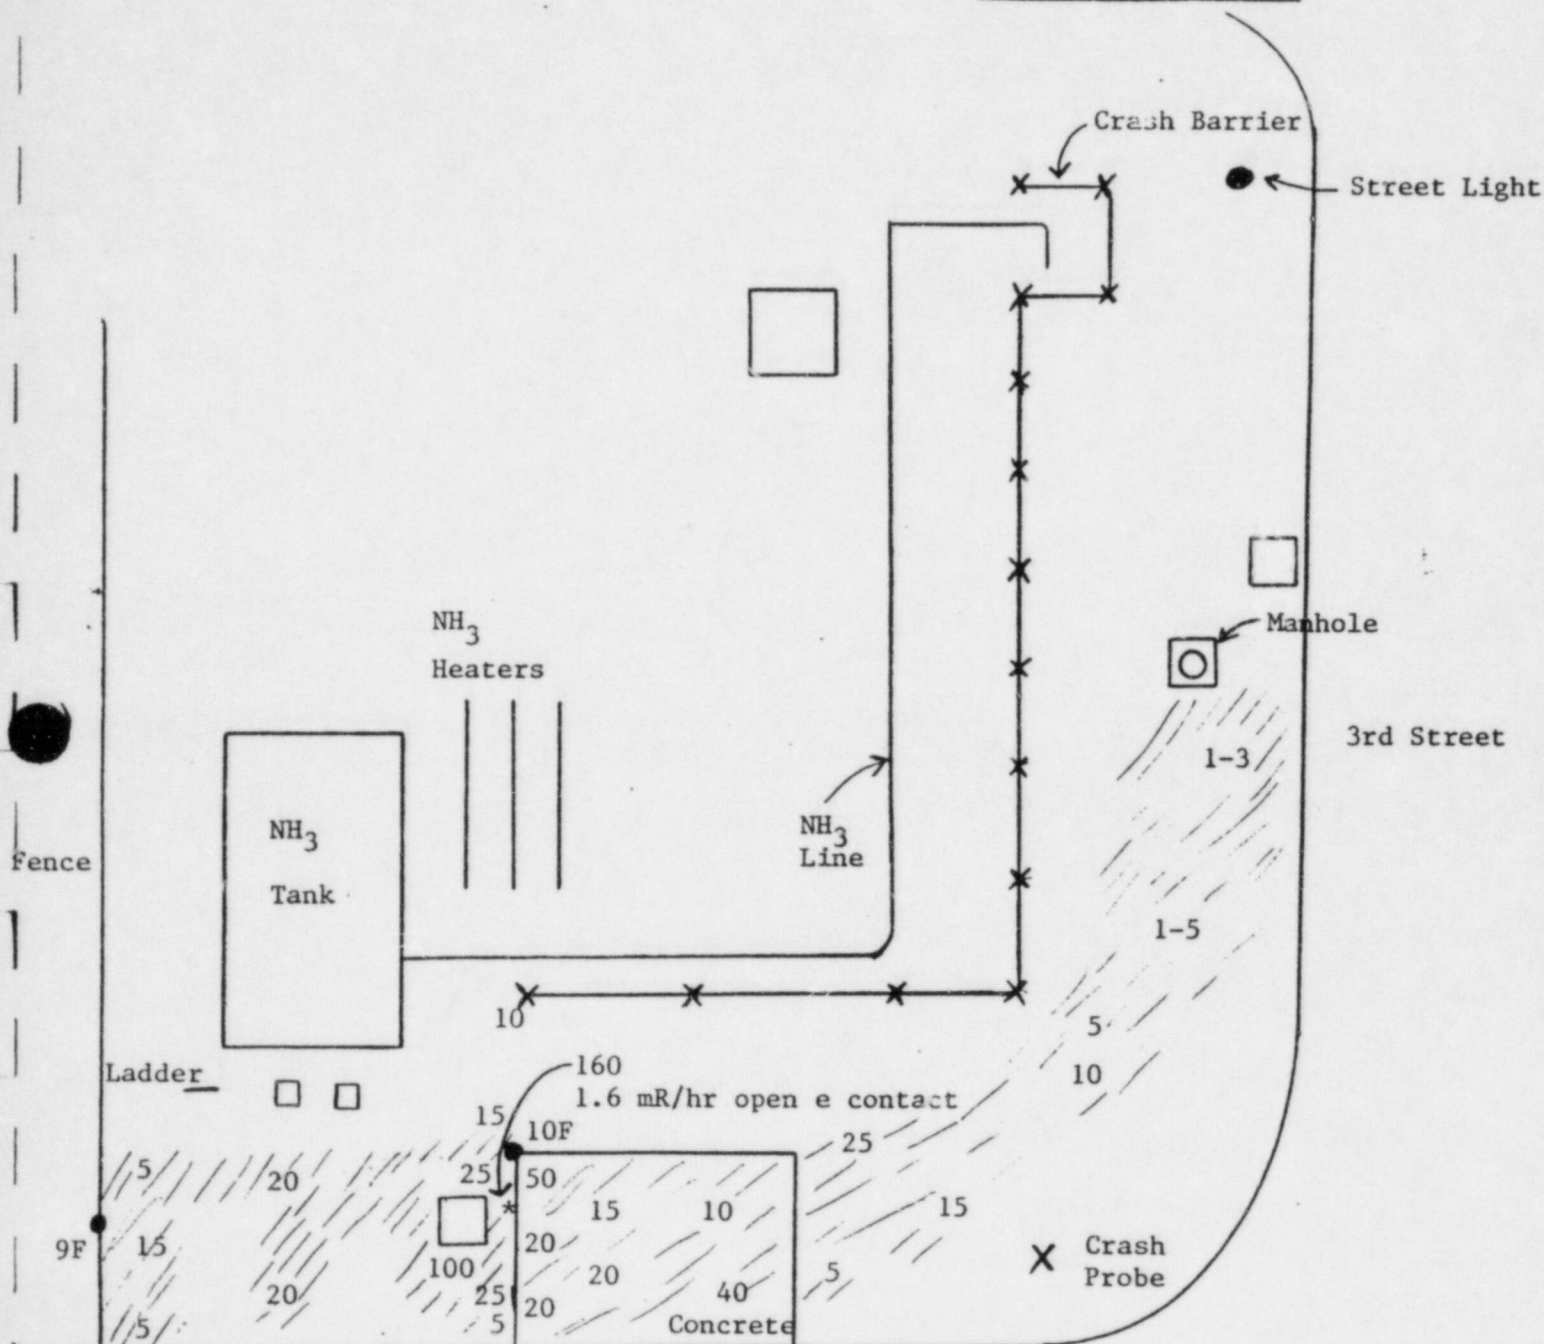 Crash Barrier
Street Light
NH3
Heaters
Manhole
3rd Street
1-3
NH3
Tank
NH3
Line
Fence
1-5
10
5
Ladder
160
10
1.6 mR/hr open e contact
15
10F
25
5
20
25
50
15
10
15
*
9F
15
20
100
20
5
Crash
Probe
20
25
40
20
5
5
Concrete